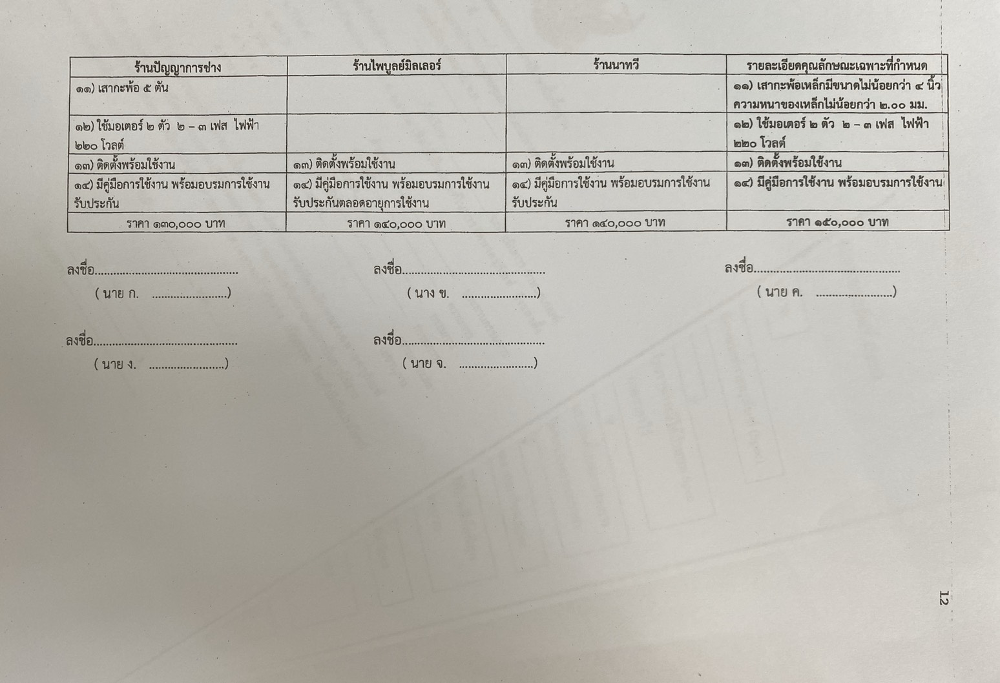 ร้านปัญญาการช่าง ร้านไพบูลย์มิลเลอร์ ร้านนาทวี รายละเอียดคุณลักษณะเฉพาะที่กำหนด
๑๑) เสากะพ้อ ๕ ตัน ๑๑) เสากะพ้อเหล็กมีขนาดไม่น้อยกว่า ๔ นิ้ว
ความหนาของเหล็กไม่น้อยกว่า ๒.๐๐ มม.
๑๒) ใช้มอเตอร์ ๒ ตัว ๒ – ๓ เฟส ไฟฟ้า ๑๒) ใช้มอเตอร์ ๒ ตัว ๒ – ๓ เฟส ไฟฟ้า
๒๒๐ โวลต์ ๒๒๐ โวลต์
๑๓) ติดตั้งพร้อมใช้งาน ๑๓) ติดตั้งพร้อมใช้งาน ๑๓) ติดตั้งพร้อมใช้งาน ๑๓) ติดตั้งพร้อมใช้งาน
๑๔) มีคู่มือการใช้งาน พร้อมอบรมการใช้งาน ๑๔) มีคู่มือการใช้งาน พร้อมอบรมการใช้งาน ๑๔) มีคู่มือการใช้งาน พร้อมอบรมการใช้งาน ๑๔) มีคู่มือการใช้งาน พร้อมอบรมการใช้งาน
รับประกัน รับประกันตลอดอายุการใช้งาน รับประกัน
ราคา ๑๓๐,๐๐๐ บาท ราคา ๑๔๐,๐๐๐ บาท ราคา ๑๔๐,๐๐๐ บาท ราคา ๑๕๐,๐๐๐ บาท
ลงชื่อ................................................ ลงชื่อ................................................ ลงชื่อ................................................
( นาย ก. .........................) ( นาง ข. .........................) ( นาย ค. .........................)
ลงชื่อ................................................ ลงชื่อ................................................
( นาย ง. .........................) ( นาย จ. .........................)
12